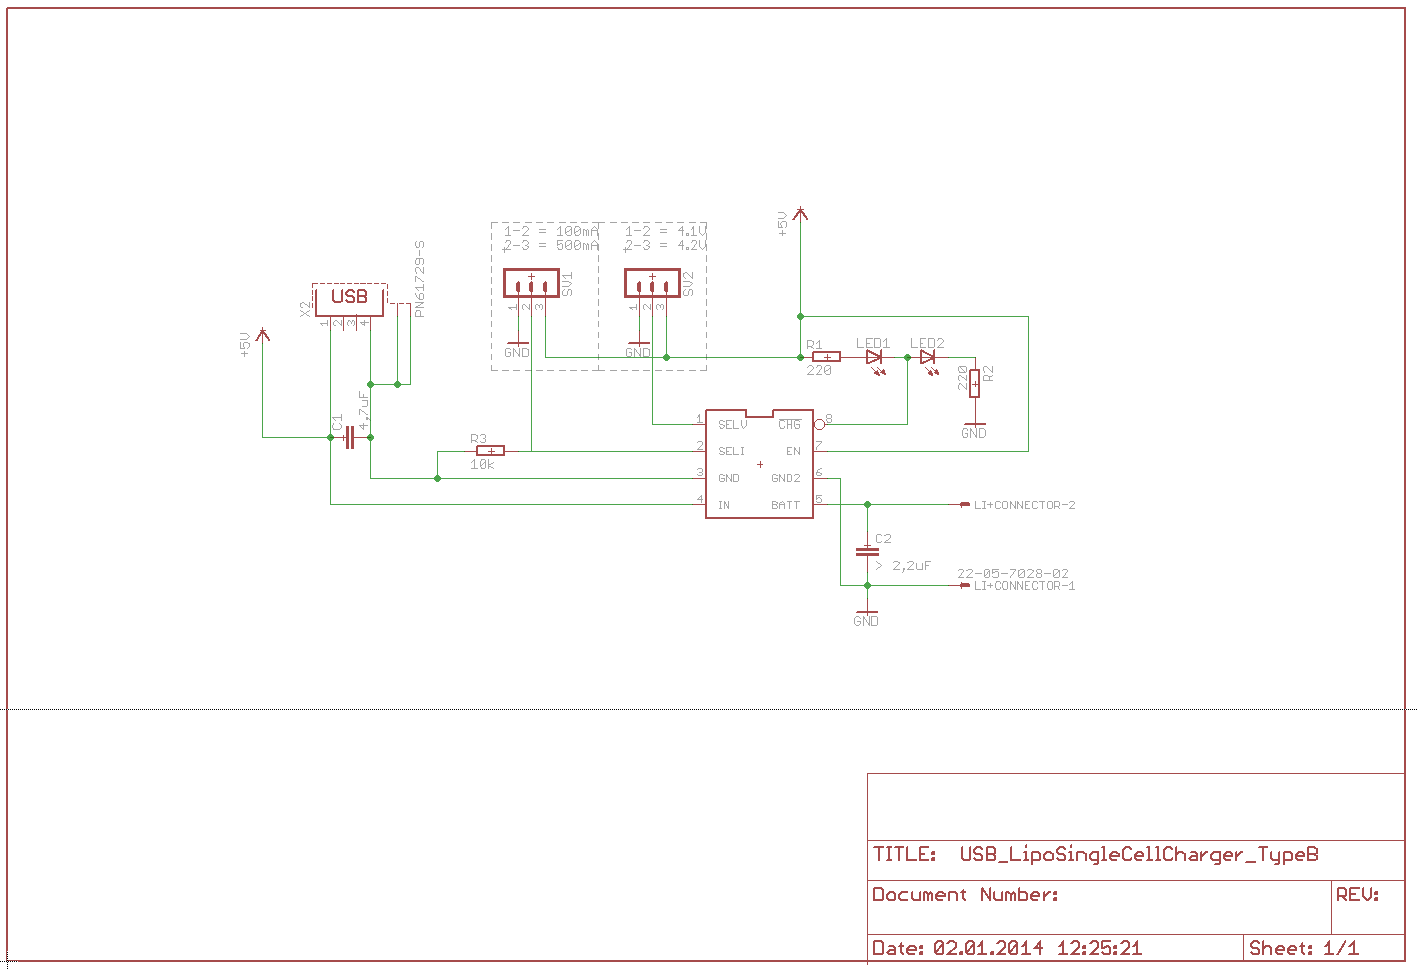 +5V
1-2 = 100mA
2-3 = 500mA
1-2 = 4.1V
2-3 = 4.2V
PN61729-S
SV1
SV2
USB
X2
1
2
3
4
1
2
3
1
2
3
+5V
GND
GND
R1
220
LED1
LED2
220
R2
GND
C1
4,7uF
R3
10k
1
SELV
CHG
8
2
SELI
EN
7
3
GND
GND2
6
4
IN
BATT
5
LI+CONNECTOR-2
C2
> 2,2uF
22-05-7028-02
LI+CONNECTOR-1
GND
TITLE: USB_LipoSingleCellCharger_TypeB
Document Number:
REV:
Date: 02.01.2014 12:25:21
Sheet: 1/1